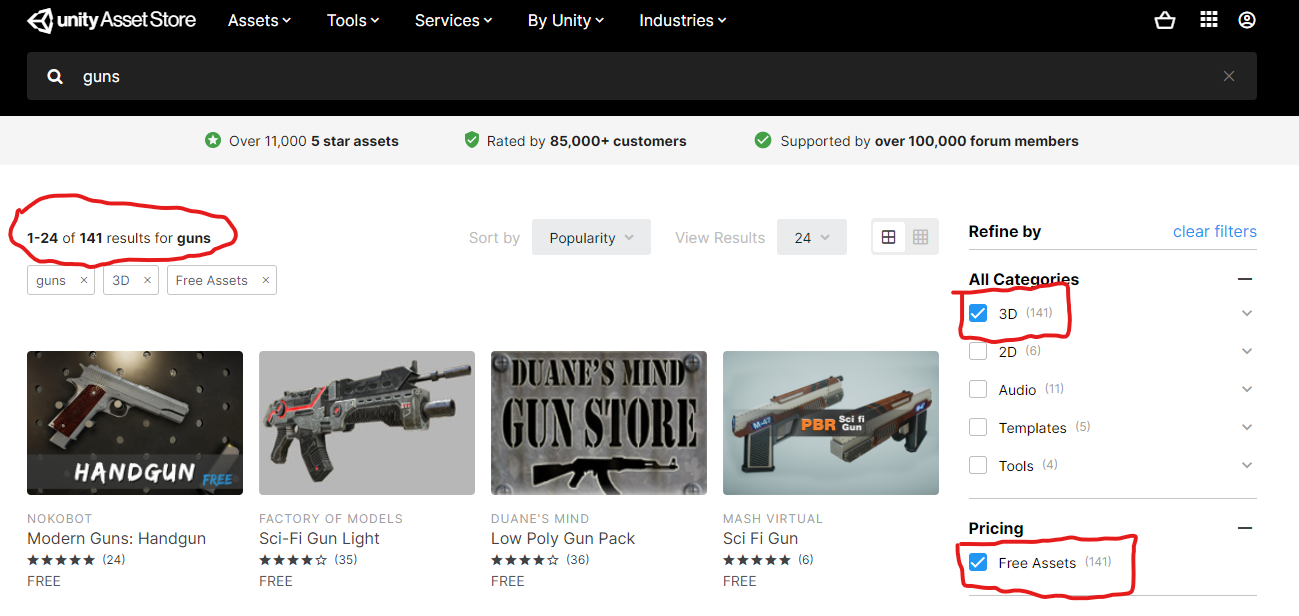 unity Asset Store Assets Tools Services By Unity Industries
guns
Over 11,000 5 star assets Rated by 85,000+ customers Supported by over 100,000 forum members
1-24 of 141 results for guns Sort by Popularity View Results 24
guns × 3D × Free Assets ×
Refine by clear filters
All Categories
3D (141)
2D (6)
Audio (11)
Templates (5)
Tools (4)
Pricing
Free Assets (141)
HANDGUN FREE
NOKOBOT
Modern Guns: Handgun
(24)
FREE
FACTORY OF MODELS
Sci-Fi Gun Light
(35)
FREE
DUANE'S MIND
GUN STORE
DUANE'S MIND
Low Poly Gun Pack
(36)
FREE
M-47
PBR Sci fi
Gun
MASH VIRTUAL
Sci Fi Gun
(6)
FREE